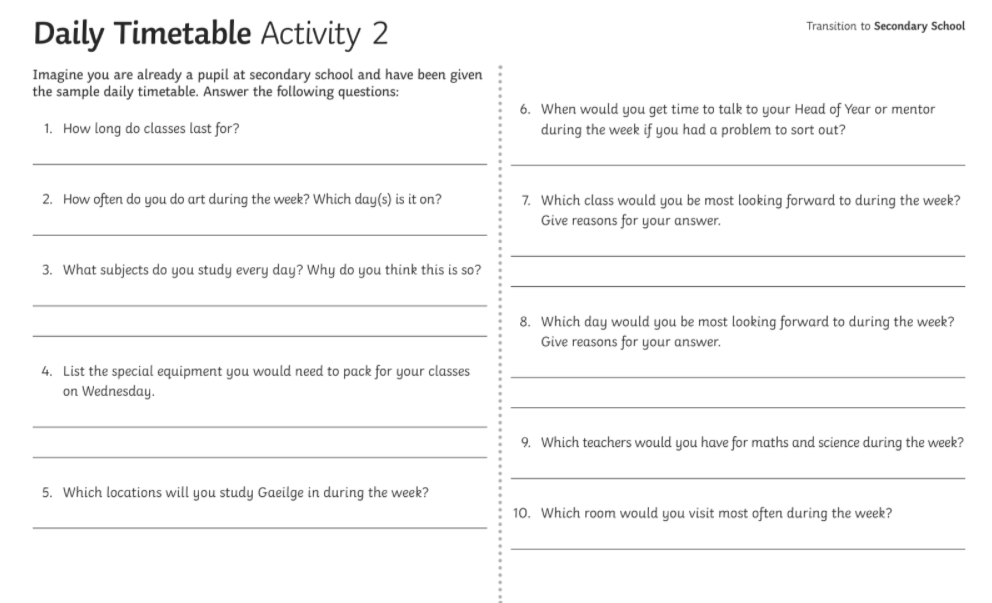 Daily Timetable Activity 2
Transition to Secondary School
Imagine you are already a pupil at secondary school and have been given
the sample daily timetable. Answer the following questions:
1. How long do classes last for?
2. How often do you do art during the week? Which day(s) is it on?
3. What subjects do you study every day? Why do you think this is so?
4. List the special equipment you would need to pack for your classes
on Wednesday.
5. Which locations will you study Gaeilge in during the week?
6. When would you get time to talk to your Head of Year or mentor
during the week if you had a problem to sort out?
7. Which class would you be most looking forward to during the week?
Give reasons for your answer.
8. Which day would you be most looking forward to during the week?
Give reasons for your answer.
9. Which teachers would you have for maths and science during the week?
10. Which room would you visit most often during the week?